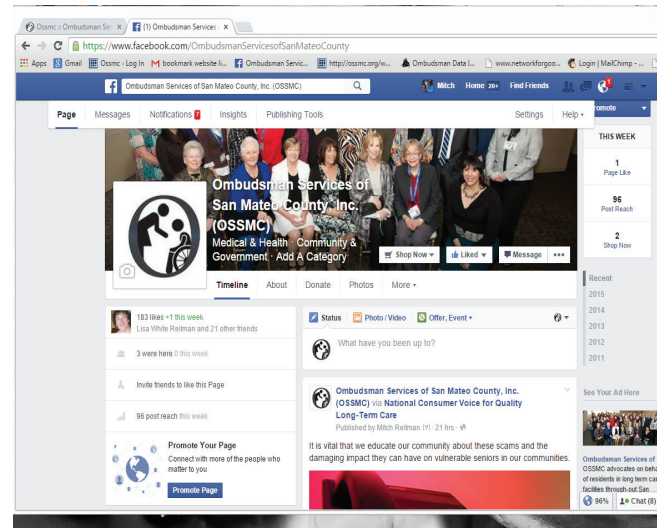 Ossmc :: Ombudsman Ser
(1) Ombudsman Services
https://www.facebook.com/OmbudsmanServicesofSanMateoCounty
Apps Gmail Ossmc › Log In bookmark website li... Ombudsman Servic... http://ossmc.org/w... Ombudsman Data I... www.networkforgoo... Login | MailChimp - ...
Ombudsman Services of San Mateo County, Inc. (OSSMC)
Mitch Home 20+ Find Friends
Page Messages Notifications 7 Insights Publishing Tools Settings Help
romote
THIS WEEK
1
Page Like
96
Post Reach
2
Shop Now
Recent
2015
2014
2013
2012
2011
See Your Ad Here
Ombudsman Services of
OSSMC advocates on beha
of residents in long term car
facilities through-out San
Ombudsman Services of
San Mateo County, Inc.
(OSSMC)
Medical & Health · Community &
Government · Add A Category
Shop Now Liked Message •••
Timeline About Donate Photos More
183 likes +1 this week
Lisa White Reitman and 21 other friends
3 were here 0 this week
Invite friends to like this Page
96 post reach this week
Promote Your Page
Connect with more of the people who
matter to you
Promote Page
Status Photo / Video Offer, Event +
What have you been up to?
Ombudsman Services of San Mateo County, Inc.
(OSSMC) via National Consumer Voice for Quality
Long-Term Care
Published by Mitch Reitman [?] · 21 hrs ·
It is vital that we educate our community about these scams and the
damaging impact they can have on vulnerable seniors in our communities.
96% Chat (8)